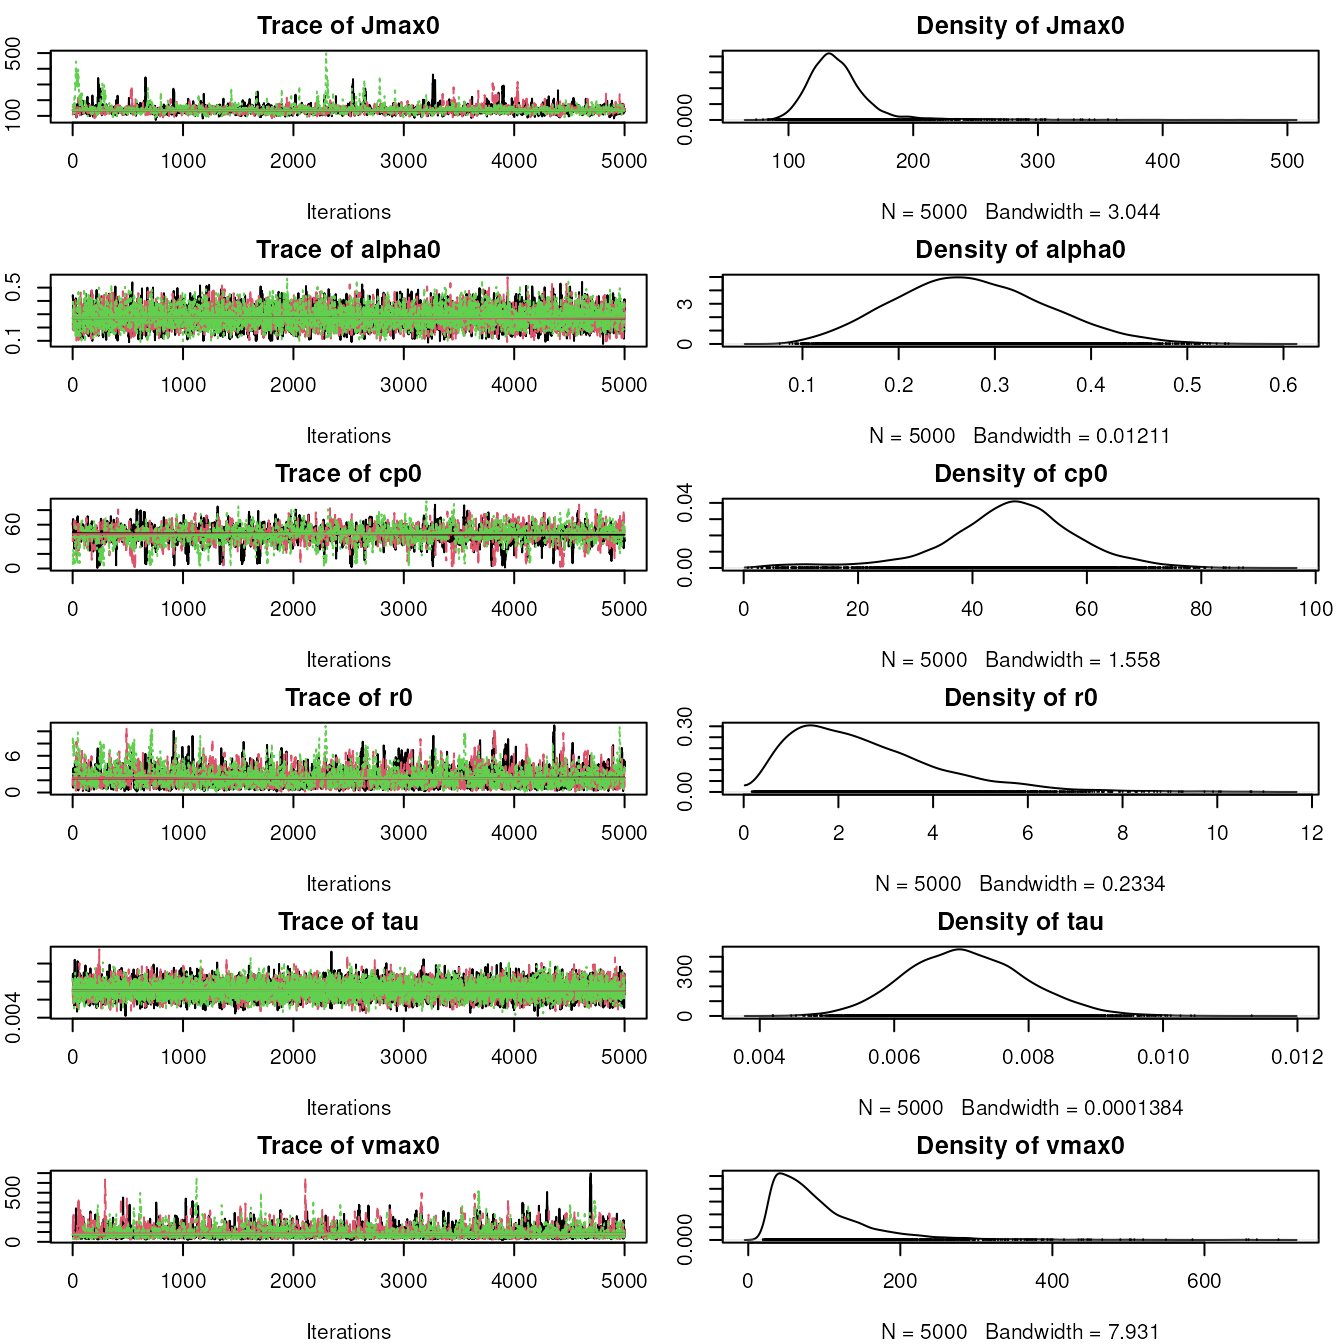 Trace of Jmax0
100 500
0 1000 2000 3000 4000 5000
Iterations
Density of Jmax0
0.000
100 200 300 400 500
N = 5000 Bandwidth = 3.044
Trace of alpha0
0.1 0.5
0 1000 2000 3000 4000 5000
Iterations
Density of alpha0
0 3
0.1 0.2 0.3 0.4 0.5 0.6
N = 5000 Bandwidth = 0.01211
Trace of cp0
0 60
0 1000 2000 3000 4000 5000
Iterations
Density of cp0
0.00 0.04
0 20 40 60 80 100
N = 5000 Bandwidth = 1.558
Trace of r0
0 6
0 1000 2000 3000 4000 5000
Iterations
Density of r0
0.00 0.30
0 2 4 6 8 10 12
N = 5000 Bandwidth = 0.2334
Trace of tau
0.004
0 1000 2000 3000 4000 5000
Iterations
Density of tau
0 300
0.004 0.006 0.008 0.010 0.012
N = 5000 Bandwidth = 0.0001384
Trace of vmax0
0 500
0 1000 2000 3000 4000 5000
Iterations
Density of vmax0
0.000
0 200 400 600
N = 5000 Bandwidth = 7.931